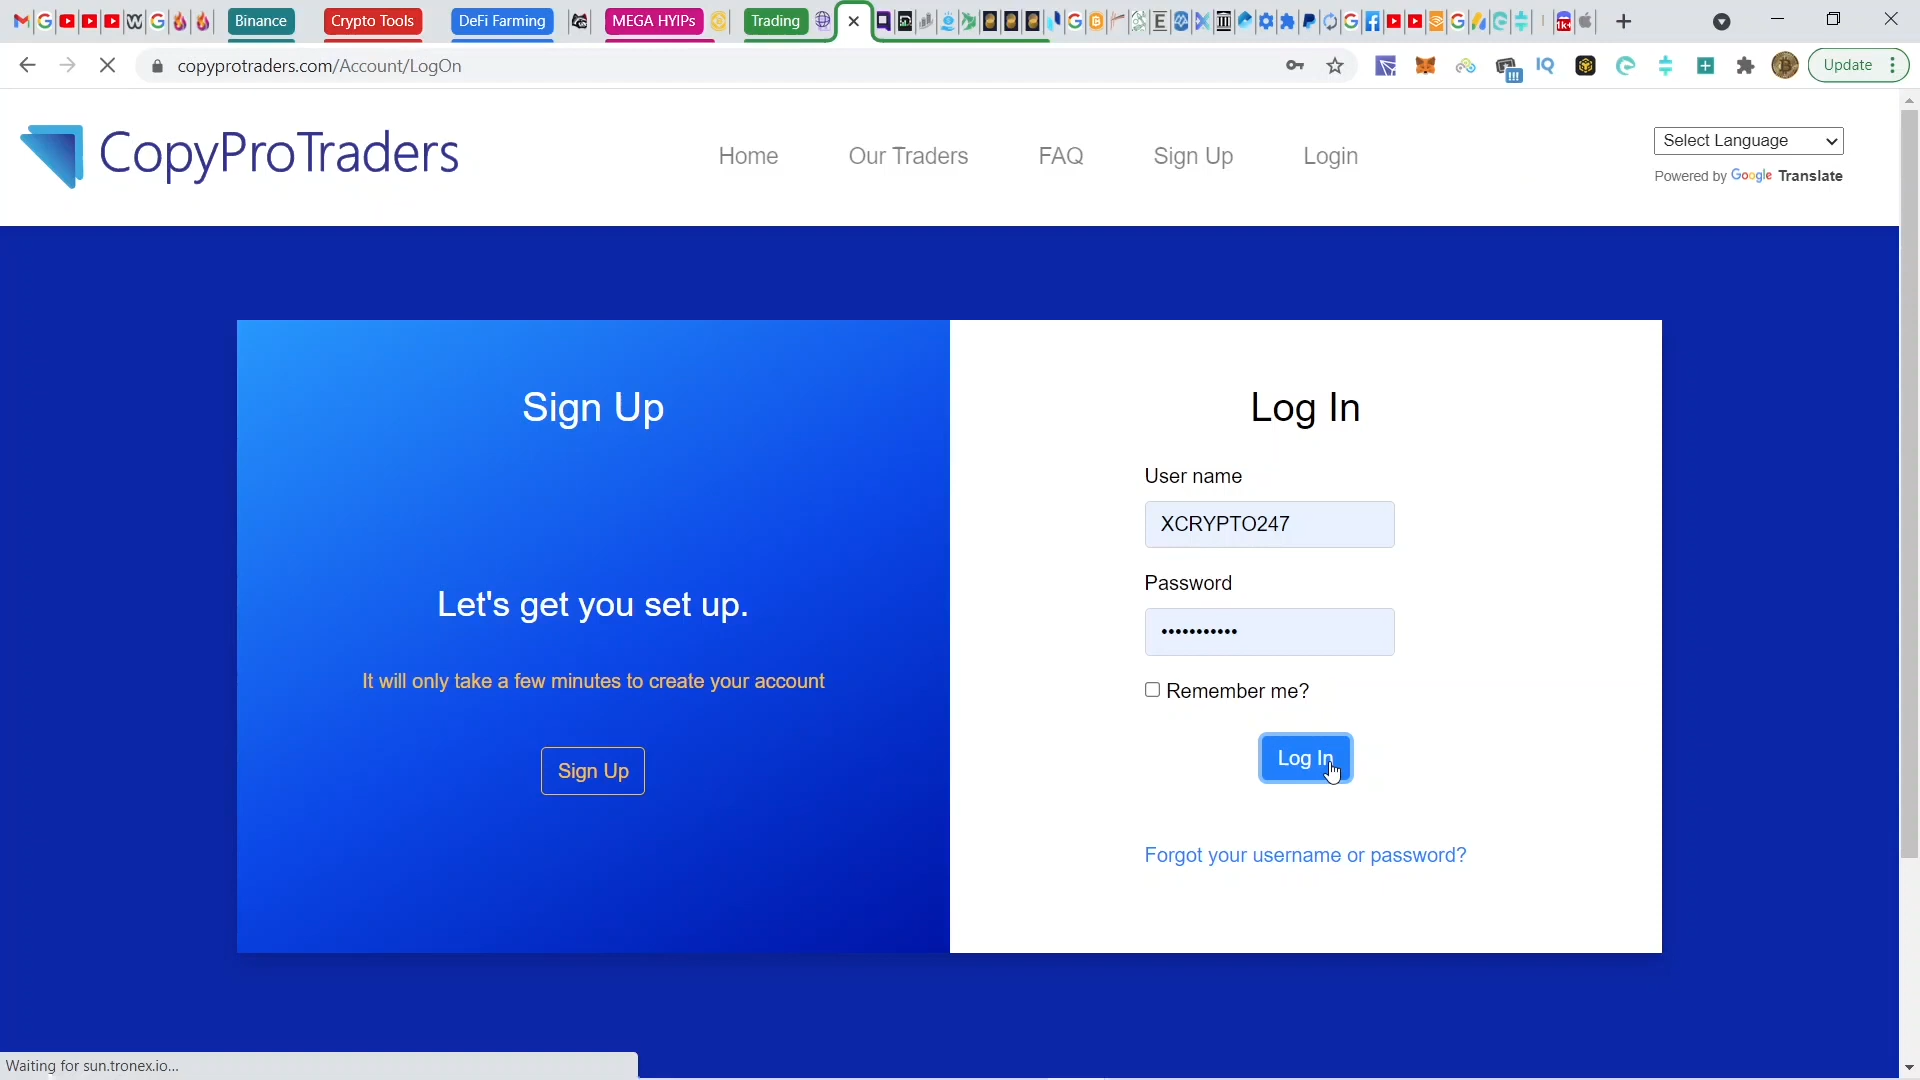 Binance
Crypto Tools
DeFi Farming
MEGA HYIPs
Trading
copyprotraders.com/Account/LogOn
IQ
Update
CopyProTraders
Home
Our Traders
FAQ
Sign Up
Login
Select Language
Powered by Google Translate
Sign Up
Let's get you set up.
It will only take a few minutes to create your account
Sign Up
Log In
User name
XCRYPTO247
Password
•••••••••••
Remember me?
Log In
Forgot your username or password?
Waiting for sun.tronex.io...